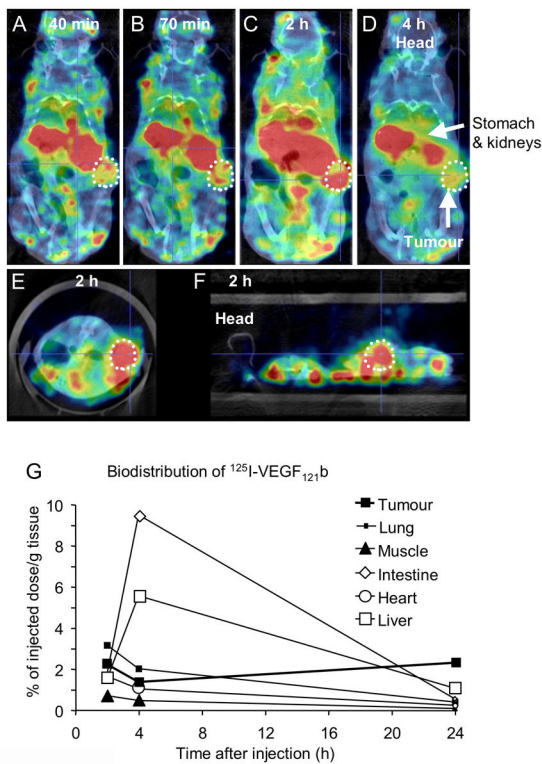 A 40 min B 70 min C 2 h D 4 h
Head
Stomach
& kidneys
Tumour
E 2 h F 2 h
Head
G Biodistribution of ¹²⁵I-VEGF₁₂₁b
% of injected dose/g tissue
10
8
6
4
2
0
0 4 8 12 16 20 24
Time after injection (h)
Tumour
Lung
Muscle
Intestine
Heart
Liver